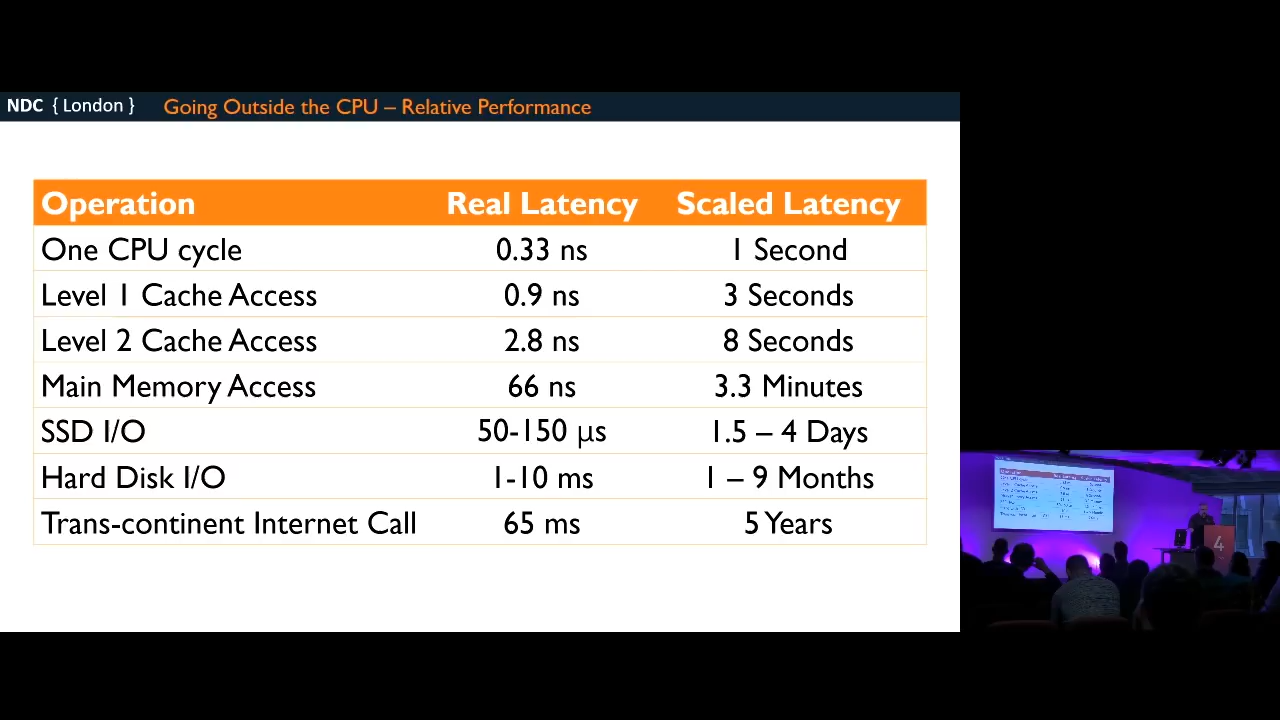 NDC { London } Going Outside the CPU – Relative Performance
Operation Real Latency Scaled Latency
One CPU cycle 0.33 ns 1 Second
Level 1 Cache Access 0.9 ns 3 Seconds
Level 2 Cache Access 2.8 ns 8 Seconds
Main Memory Access 66 ns 3.3 Minutes
SSD I/O 50-150 μs 1.5 – 4 Days
Hard Disk I/O 1-10 ms 1 – 9 Months
Trans-continent Internet Call 65 ms 5 Years
4